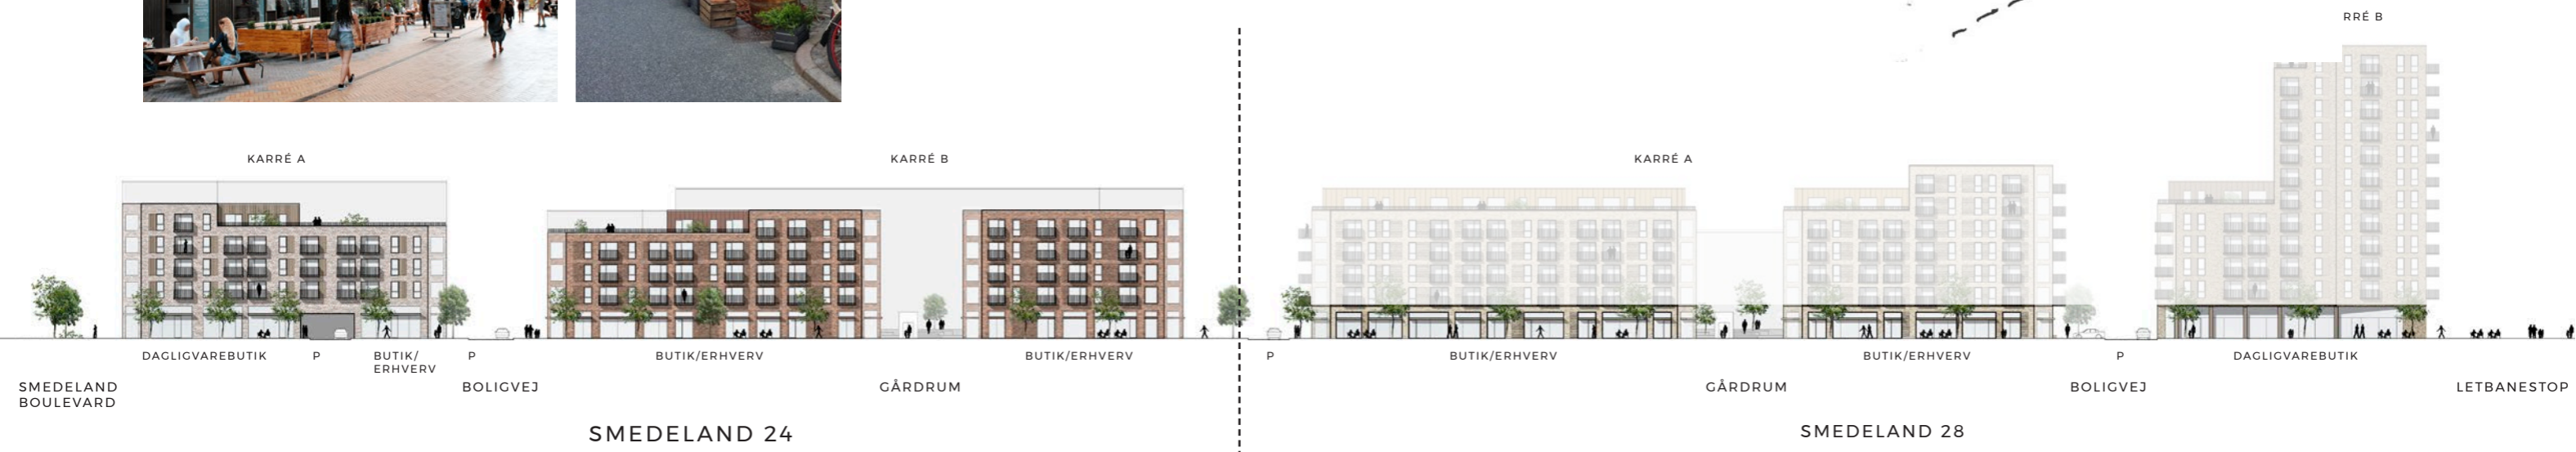 RRÉ B
KARRÉ A
KARRÉ B
KARRÉ A
DAGLIGVAREBUTIK
P
BUTIK/
ERHVERV
P
BUTIK/ERHVERV
BUTIK/ERHVERV
P
BUTIK/ERHVERV
BUTIK/ERHVERV
P
DAGLIGVAREBUTIK
SMEDELAND
BOULEVARD
BOLIGVEJ
GÅRDRUM
GÅRDRUM
BOLIGVEJ
LETBANESTOP
SMEDELAND 24
SMEDELAND 28